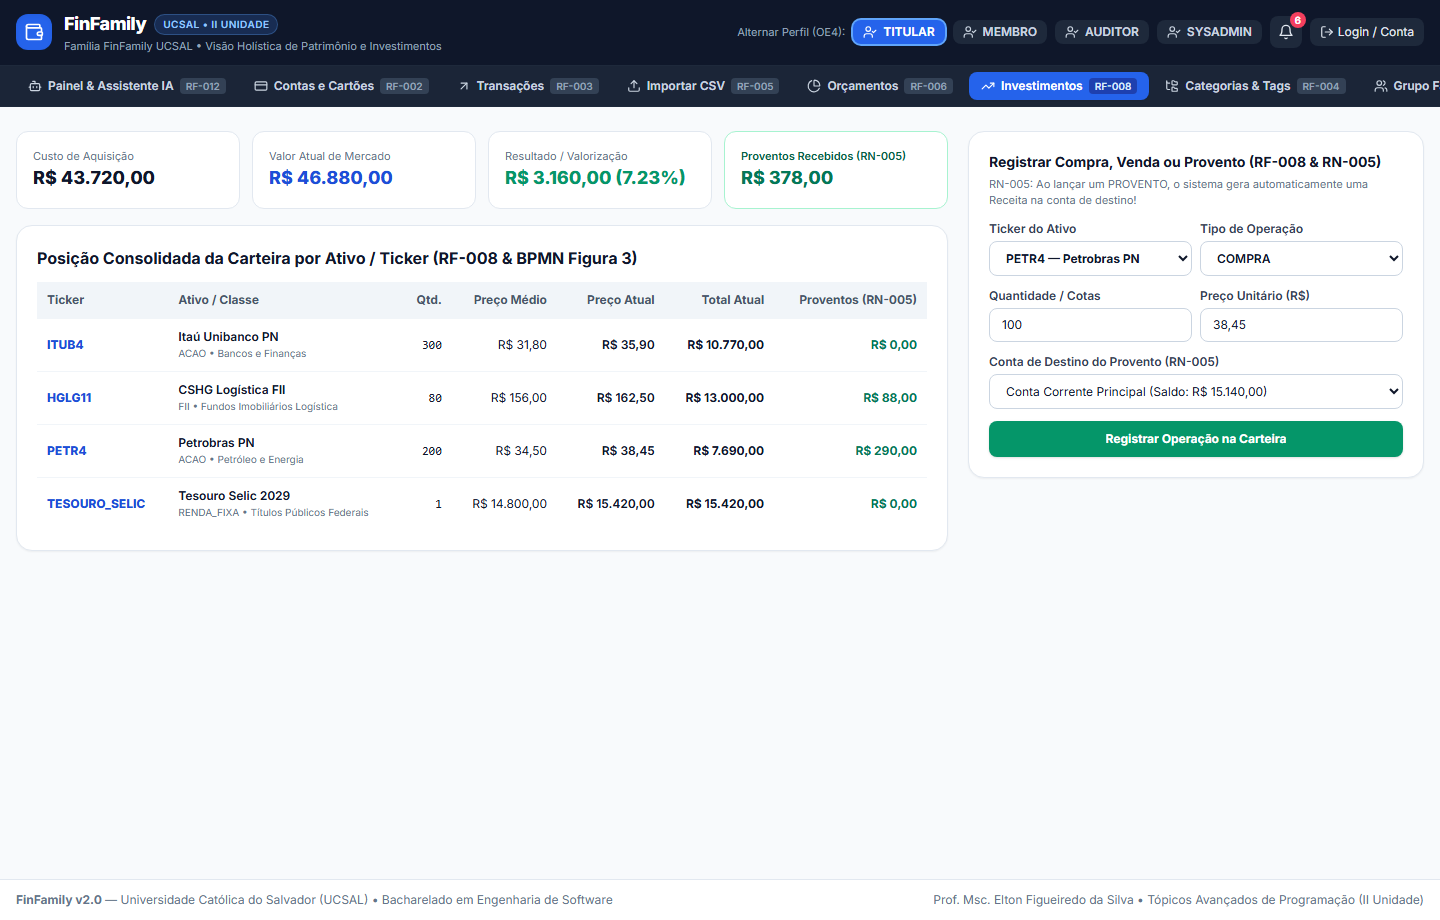 FinFamily UCSAL • II UNIDADE
Família FinFamily UCSAL • Visão Holística de Patrimônio e Investimentos
Alternar Perfil (OE4): TITULAR MEMBRO AUDITOR SYSADMIN 6 Login / Conta
Painel & Assistente IA RF-012 Contas e Cartões RF-002 Transações RF-003 Importar CSV RF-005 Orçamentos RF-006 Investimentos RF-008 Categorias & Tags RF-004 Grupo F
Custo de Aquisição
R$ 43.720,00
Valor Atual de Mercado
R$ 46.880,00
Resultado / Valorização
R$ 3.160,00 (7.23%)
Proventos Recebidos (RN-005)
R$ 378,00
Posição Consolidada da Carteira por Ativo / Ticker (RF-008 & BPMN Figura 3)
Ticker Ativo / Classe Qtd. Preço Médio Preço Atual Total Atual Proventos (RN-005)
ITUB4 Itaú Unibanco PN 300 R$ 31,80 R$ 35,90 R$ 10.770,00 R$ 0,00
ACAO • Bancos e Finanças
HGLG11 CSHG Logística FII 80 R$ 156,00 R$ 162,50 R$ 13.000,00 R$ 88,00
FII • Fundos Imobiliários Logística
PETR4 Petrobras PN 200 R$ 34,50 R$ 38,45 R$ 7.690,00 R$ 290,00
ACAO • Petróleo e Energia
TESOURO_SELIC Tesouro Selic 2029 1 R$ 14.800,00 R$ 15.420,00 R$ 15.420,00 R$ 0,00
RENDA_FIXA • Títulos Públicos Federais
Registrar Compra, Venda ou Provento (RF-008 & RN-005)
RN-005: Ao lançar um PROVENTO, o sistema gera automaticamente uma
Receita na conta de destino!
Ticker do Ativo Tipo de Operação
PETR4 — Petrobras PN COMPRA
Quantidade / Cotas Preço Unitário (R$)
100 38,45
Conta de Destino do Provento (RN-005)
Conta Corrente Principal (Saldo: R$ 15.140,00)
Registrar Operação na Carteira
FinFamily v2.0 — Universidade Católica do Salvador (UCSAL) • Bacharelado em Engenharia de Software
Prof. Msc. Elton Figueiredo da Silva • Tópicos Avançados de Programação (II Unidade)